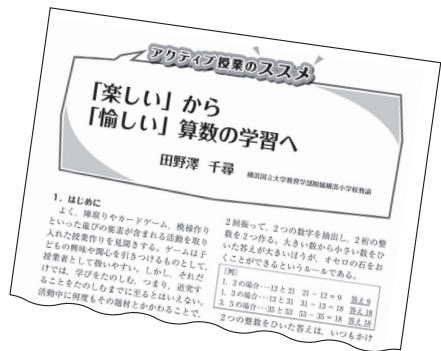 アクティブ授業のススメ
「楽しい」から
「愉しい」算数の学習へ
田野澤 千尋
横浜国立大学教育学部附属横浜小学校教諭
1.はじめに
よく、陣取りやカードゲーム、模様作り
といった遊びの要素が含まれる活動を取り
入れた授業作りを見聞きする。ゲームは子
どもの興味や関心を引きつけるものとして、
授業者として扱いやすい。しかし、それだ
けでは、学びをたのしむ、つまり、追究す
ることをたのしむまでに至るとはいえない。
活動中に何度もその題材とかかわることで、
2回振って、2つの数字を抽出し、2桁の整
数を2つ作る。大きい数から小さい数をひ
いた答えが大きいほうが、オセロの石をお
くことができるというルールである。
[例]
1.2の場合…12と21 21-12=9 答え9
1.3の場合…13と31 31-13=18 答え18
3.5の場合…35と53 53-35=18 答え18
2つの整数をひいた答えは、いつもかけ